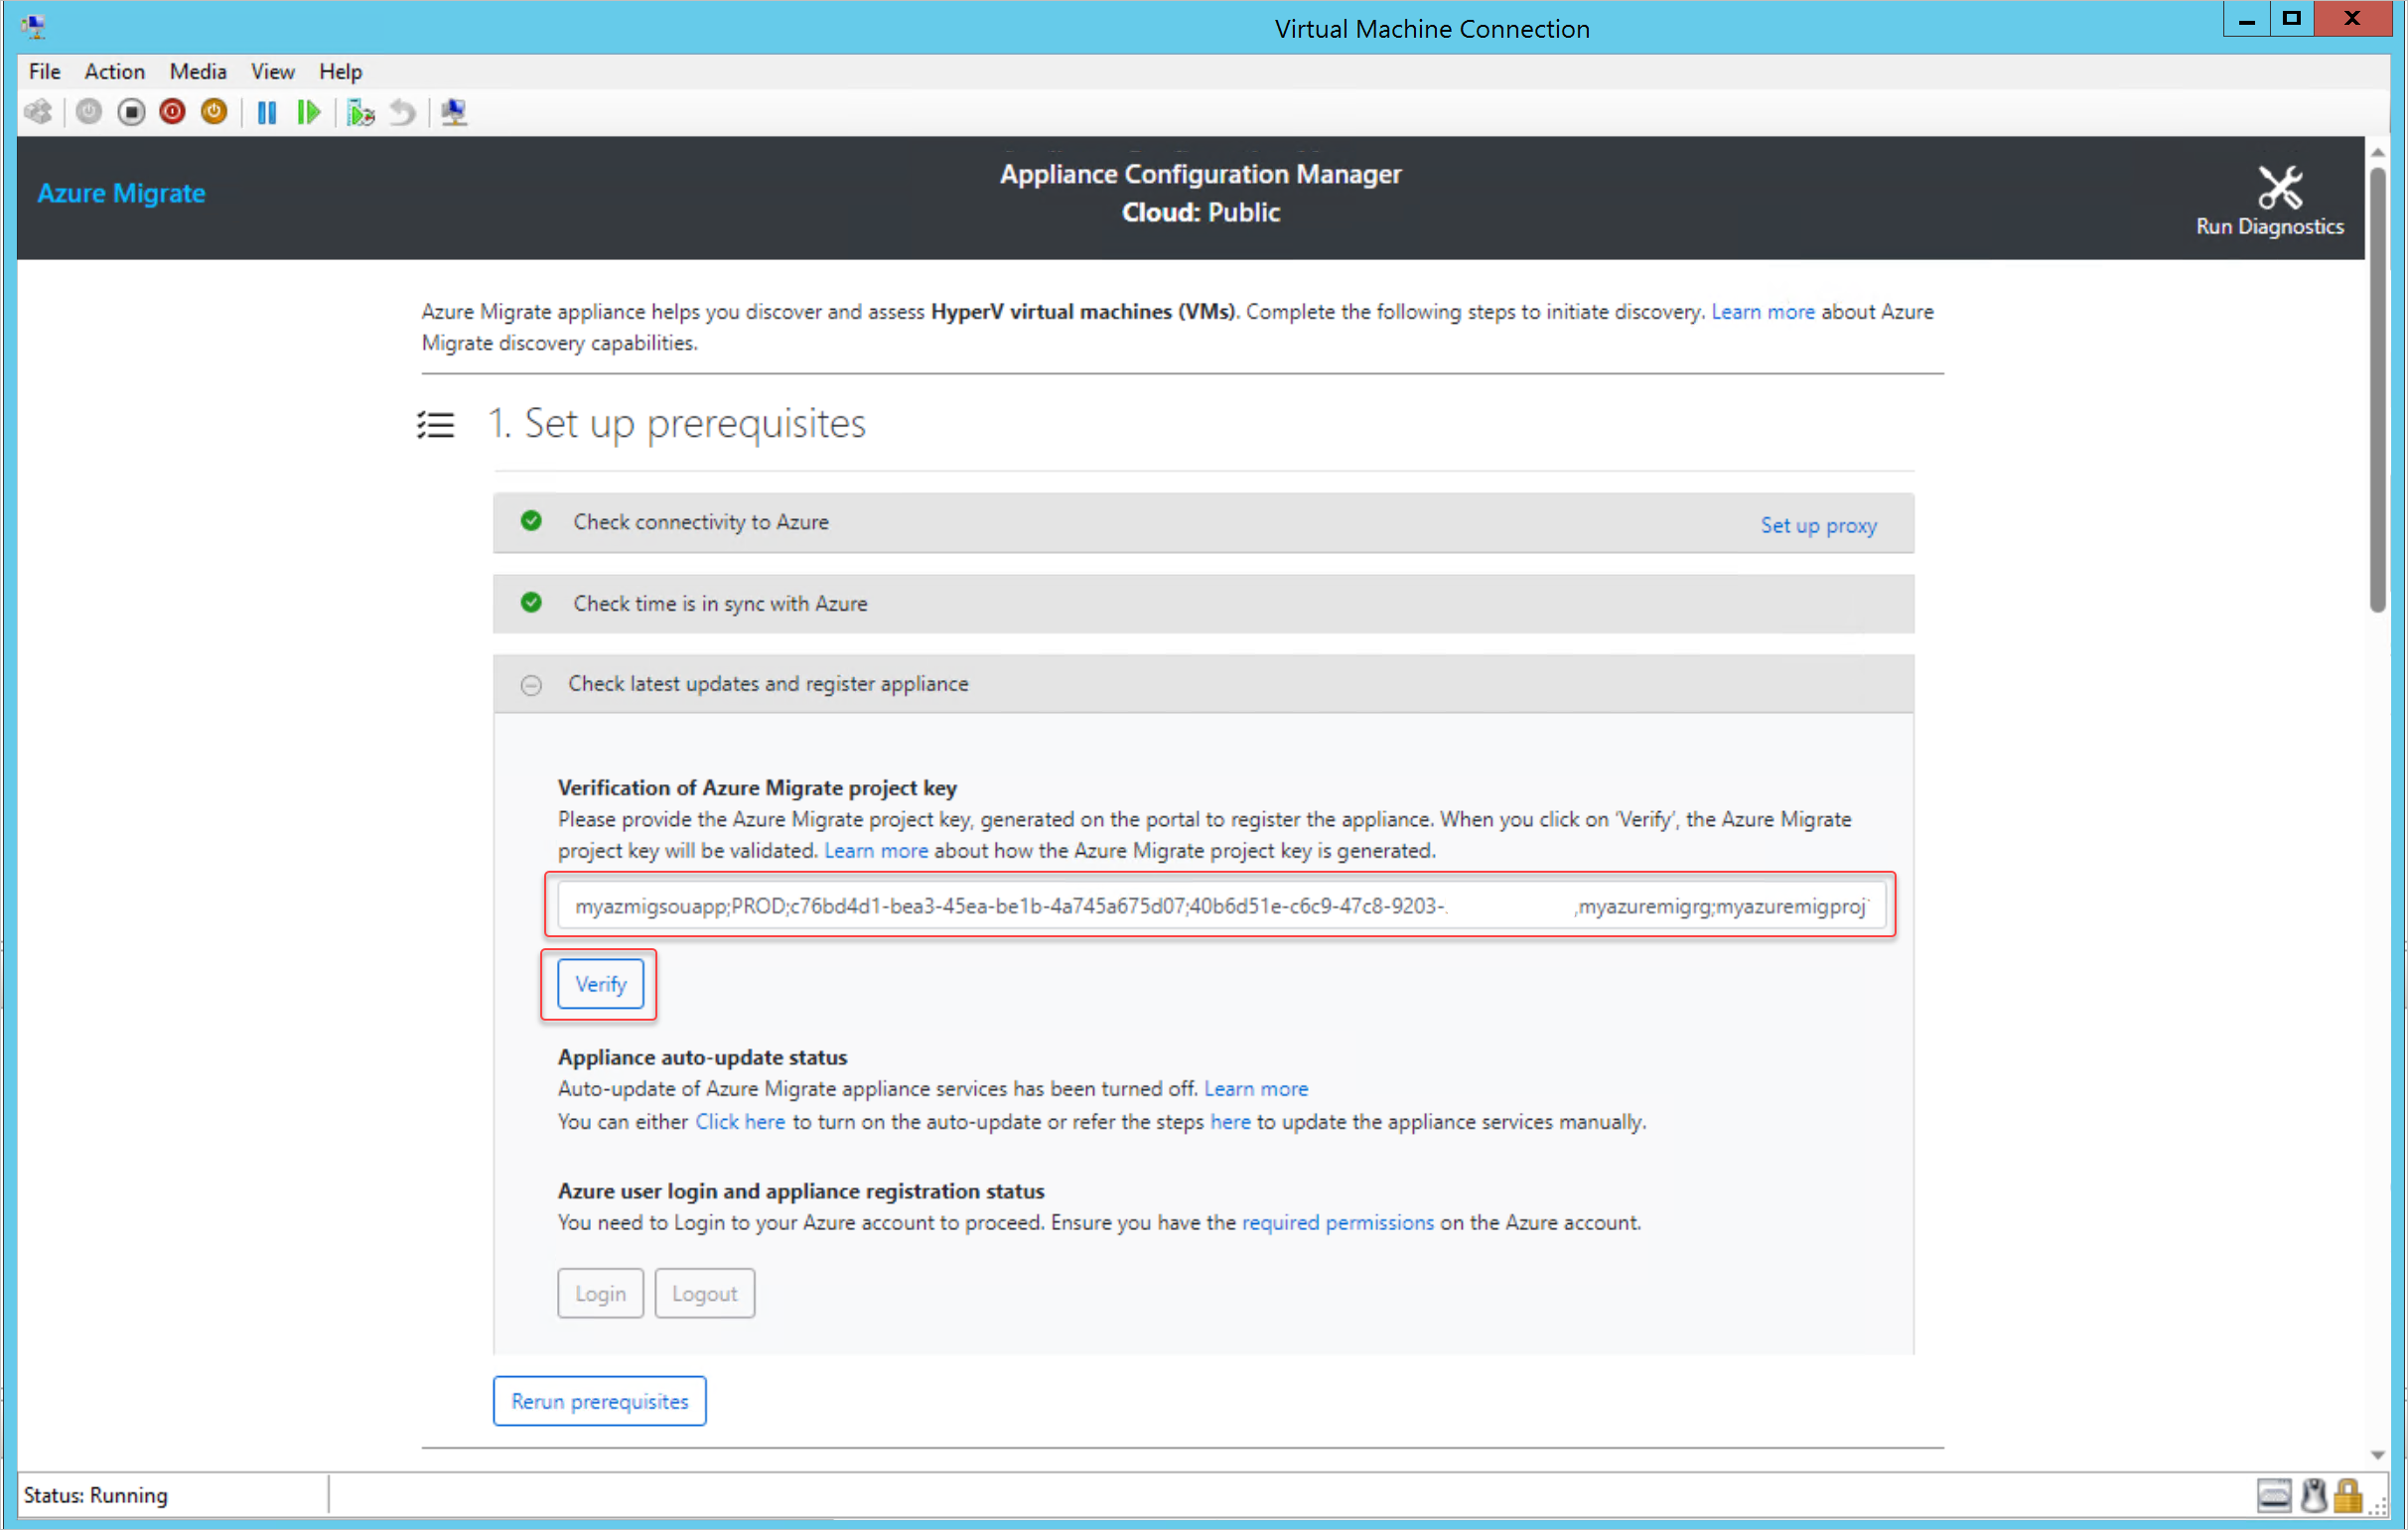 Virtual Machine Connection
File Action Media View Help
Azure Migrate
Appliance Configuration Manager
Cloud: Public
Run Diagnostics
Azure Migrate appliance helps you discover and assess HyperV virtual machines (VMs). Complete the following steps to initiate discovery. Learn more about Azure
Migrate discovery capabilities.
1. Set up prerequisites
Check connectivity to Azure
Set up proxy
Check time is in sync with Azure
Check latest updates and register appliance
Verification of Azure Migrate project key
Please provide the Azure Migrate project key, generated on the portal to register the appliance. When you click on 'Verify', the Azure Migrate
project key will be validated. Learn more about how the Azure Migrate project key is generated.
myazmigsouapp;PROD;c76bd4d1-bea3-45ea-be1b-4a745a675d07;40b6d51e-c6c9-47c8-9203- ,myazuremigrg;myazuremigproj
Verify
Appliance auto-update status
Auto-update of Azure Migrate appliance services has been turned off. Learn more
You can either Click here to turn on the auto-update or refer the steps here to update the appliance services manually.
Azure user login and appliance registration status
You need to Login to your Azure account to proceed. Ensure you have the required permissions on the Azure account.
Login Logout
Rerun prerequisites
Status: Running